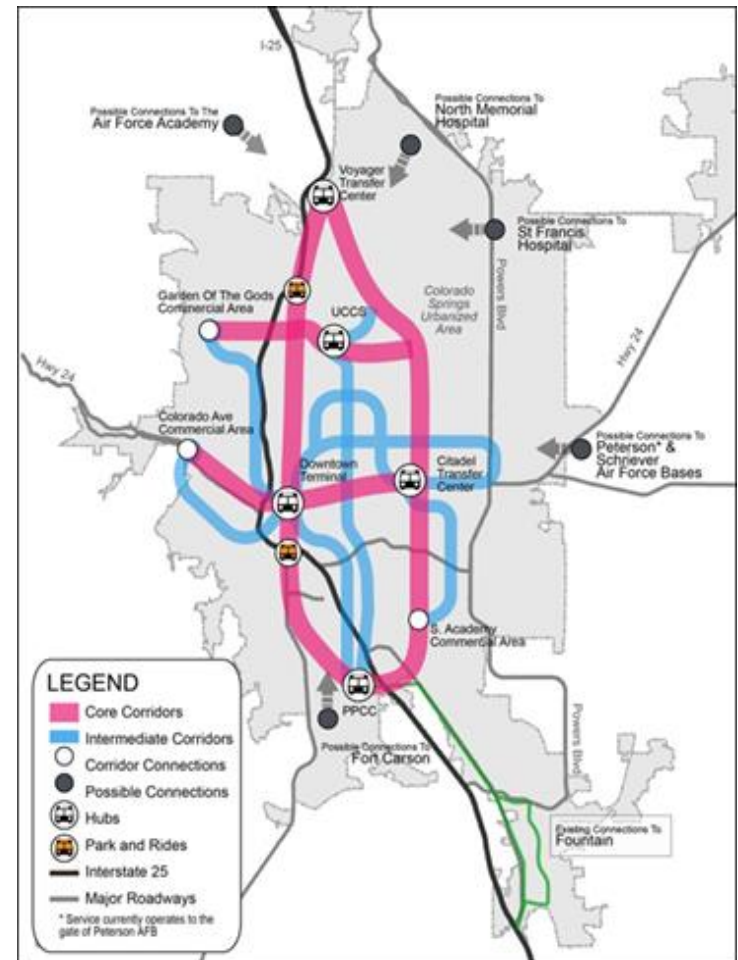 I-25
Possible Connections To The
Air Force Academy
Possible Connections To
North Memorial
Hospital
Voyager
Transfer
Center
Possible Connections To
St Francis
Hospital
Powers Blvd
Garden Of The Gods
Commercial Area
UCCS
Colorado
Springs
Urbanized
Area
Hwy 24
Hwy 24
Colorado Ave
Commercial Area
Downtown
Terminal
Citadel
Transfer
Center
Possible Connections To
Peterson* &
Schriever
Air Force Bases
S. Academy
Commercial Area
PPCC
Possible Connections To
Fort Carson
Powers Blvd
Existing Connections To
Fountain
LEGEND
Core Corridors
Intermediate Corridors
Corridor Connections
Possible Connections
Hubs
Park and Rides
Interstate 25
Major Roadways
* Service currently operates to the
gate of Peterson AFB